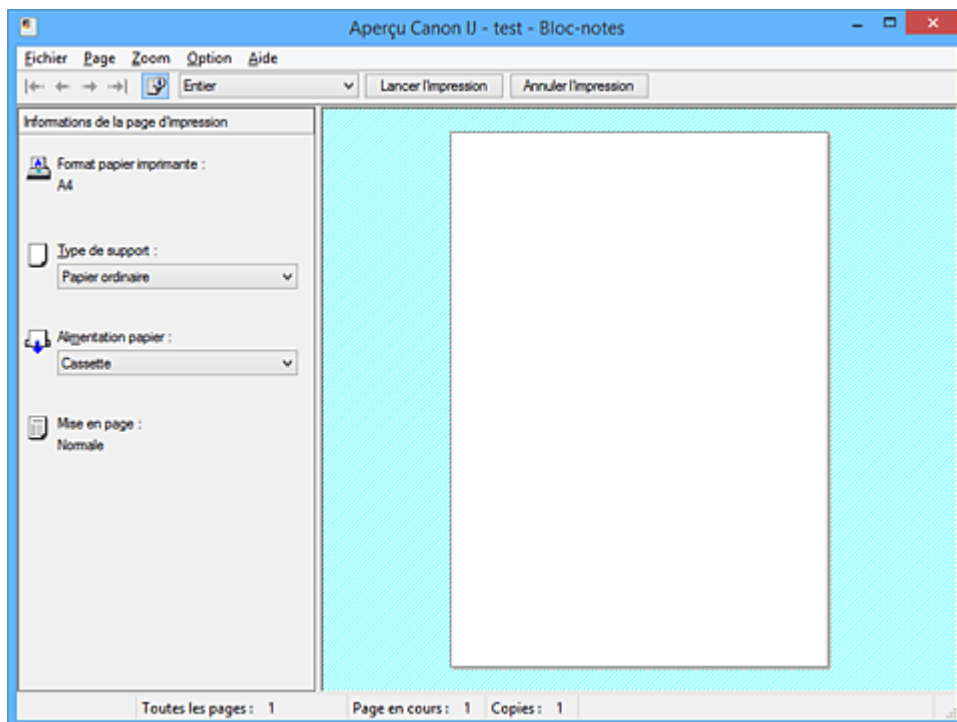 Aperçu Canon IJ - test - Bloc-notes
Fichier Page Zoom Option Aide
Entier Lancer l'impression Annuler l'impression
Informations de la page d'impression
Format papier imprimante :
A4
Type de support :
Papier ordinaire
Alimentation papier :
Cassette
Mise en page :
Normale
Toutes les pages : 1 Page en cours : 1 Copies : 1